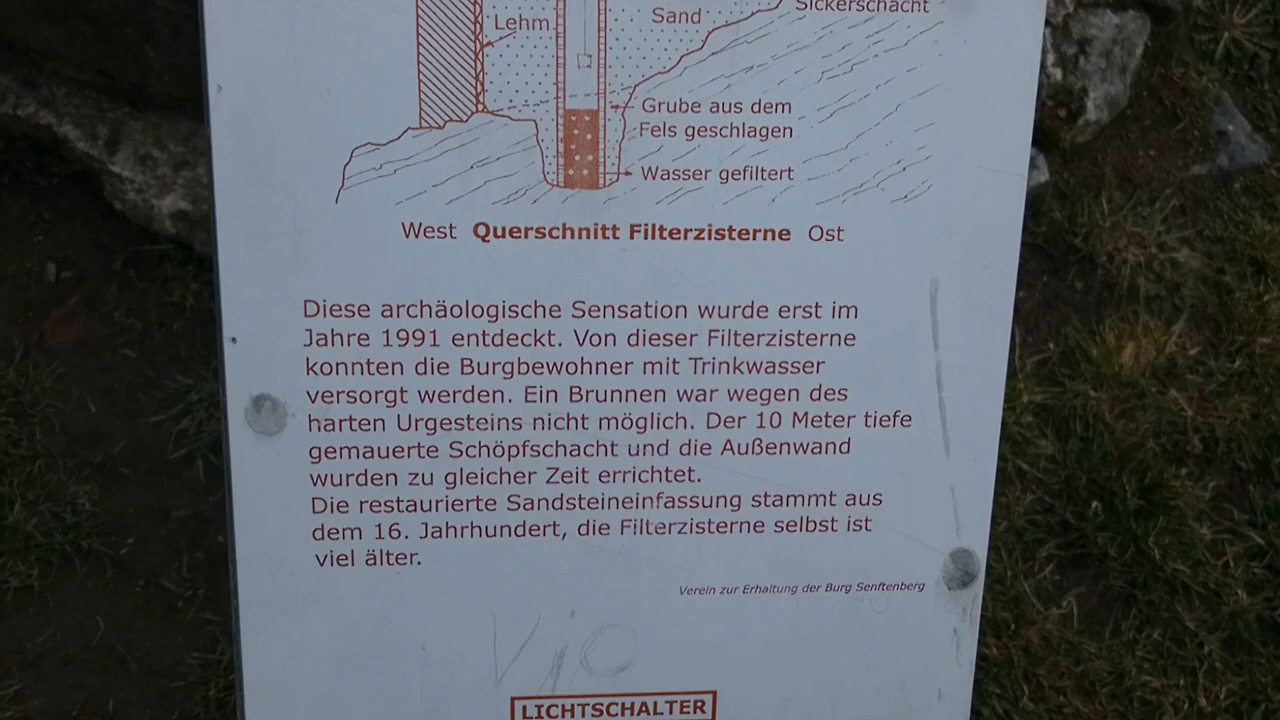 Sickerschacht
Lehm
Sand
Grube aus dem
Fels geschlagen
Wasser gefiltert
West Querschnitt Filterzisterne Ost
Diese archäologische Sensation wurde erst im
Jahre 1991 entdeckt. Von dieser Filterzisterne
konnten die Burgbewohner mit Trinkwasser
versorgt werden. Ein Brunnen war wegen des
harten Urgesteins nicht möglich. Der 10 Meter tiefe
gemauerte Schöpfschacht und die Außenwand
wurden zu gleicher Zeit errichtet.
Die restaurierte Sandsteineinfassung stammt aus
dem 16. Jahrhundert, die Filterzisterne selbst ist
viel älter.
Verein zur Erhaltung der Burg Senftenberg
LICHTSCHALTER